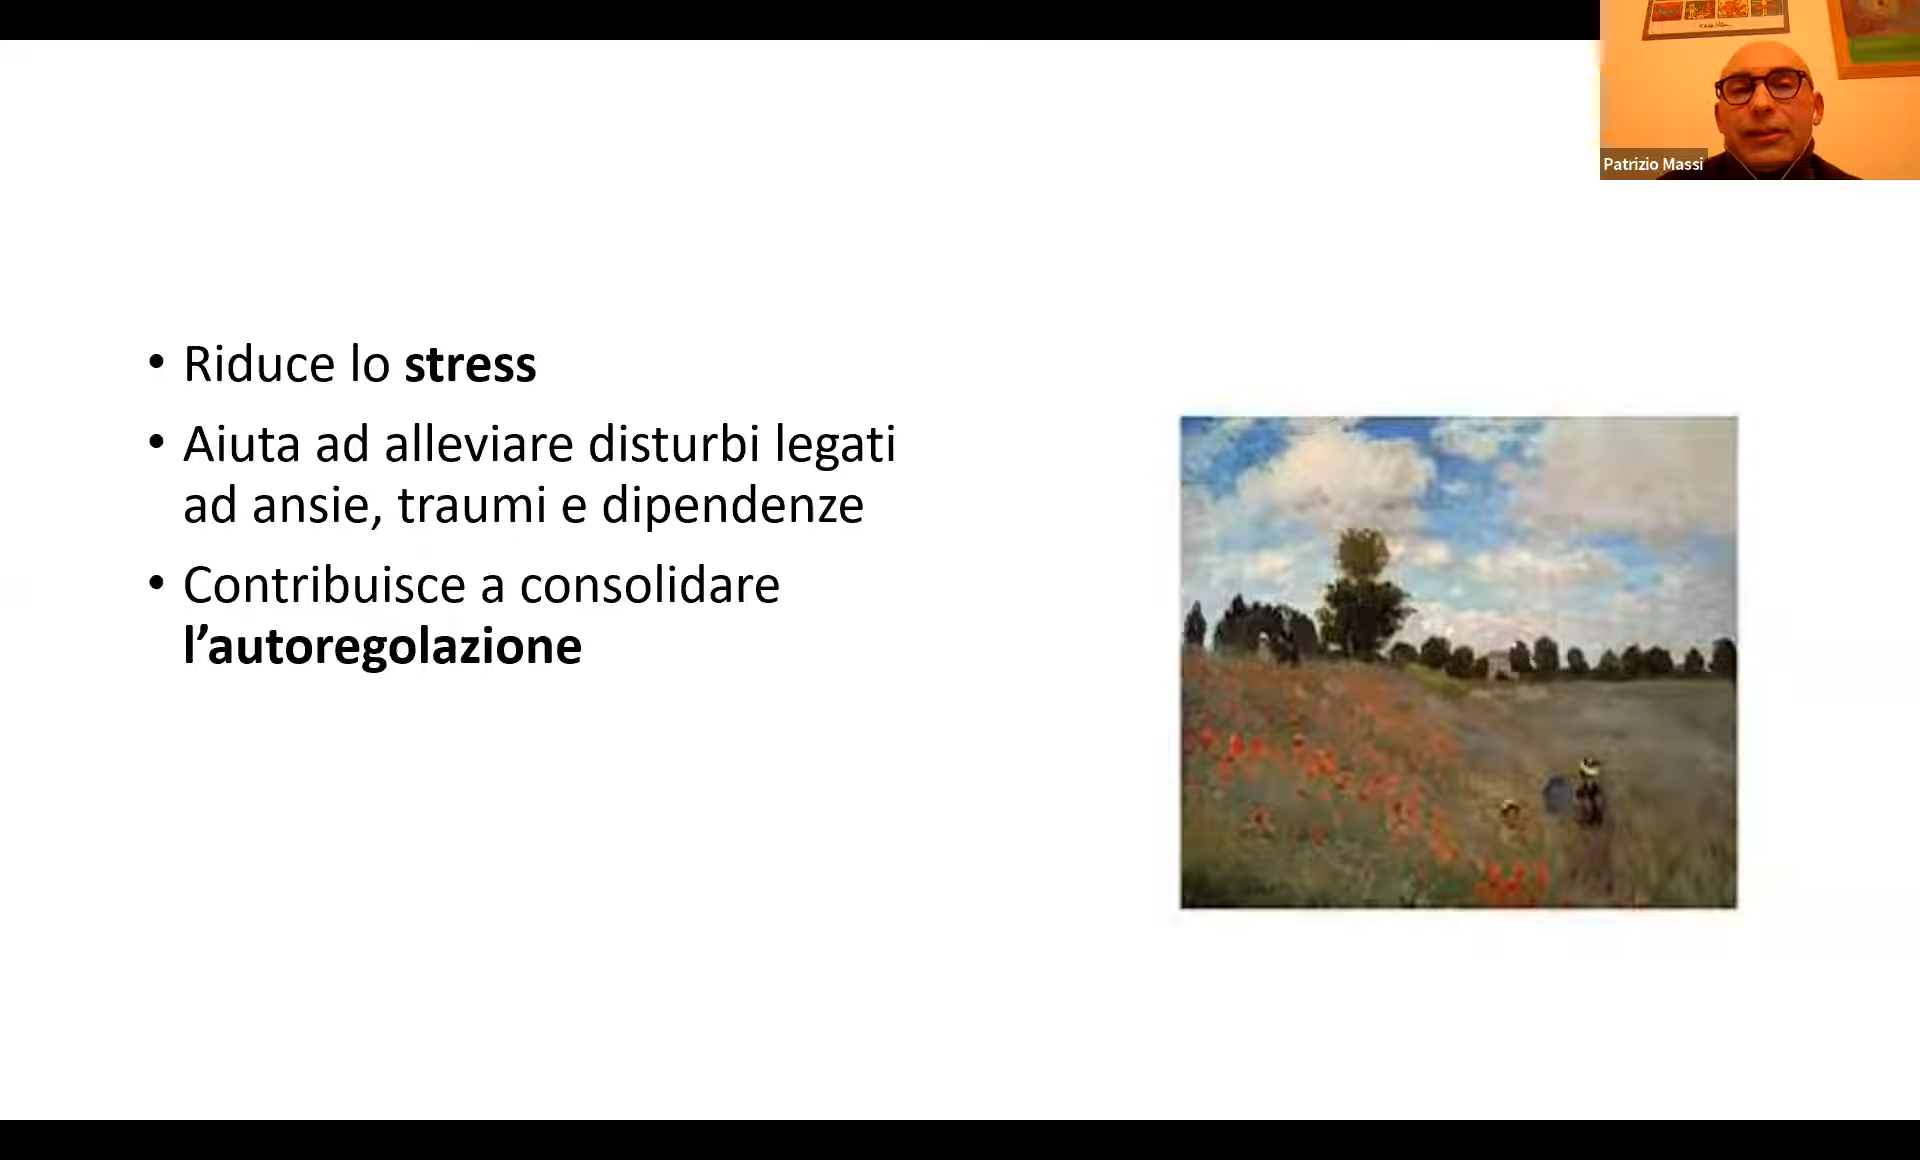 Patrizio Massi
• Riduce lo stress
• Aiuta ad alleviare disturbi legati
ad ansie, traumi e dipendenze
• Contribuisce a consolidare
l’autoregolazione